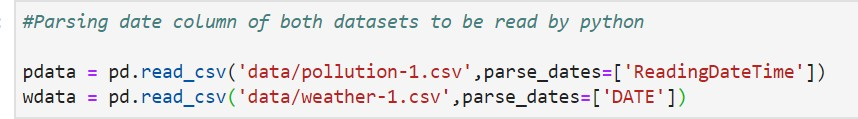 #Parsing date column of both datasets to be read by python
pdata = pd.read_csv('data/pollution-1.csv',parse_dates=['ReadingDateTime'])
wdata = pd.read_csv('data/weather-1.csv',parse_dates=['DATE'])